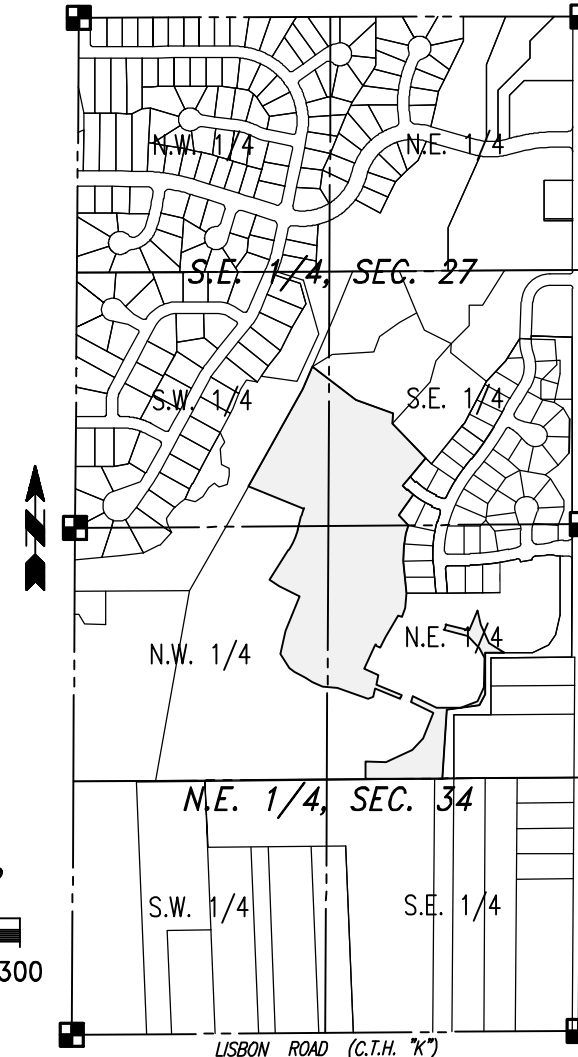 N.W. 1/4 N.E. 1/4
S.E. 1/4, SEC. 27
S.W. 1/4 S.E. 1/4
N
N.W. 1/4 N.E. 1/4
N.E. 1/4, SEC. 34
S.W. 1/4 S.E. 1/4
300
LISBON ROAD (C.T.H. "K")